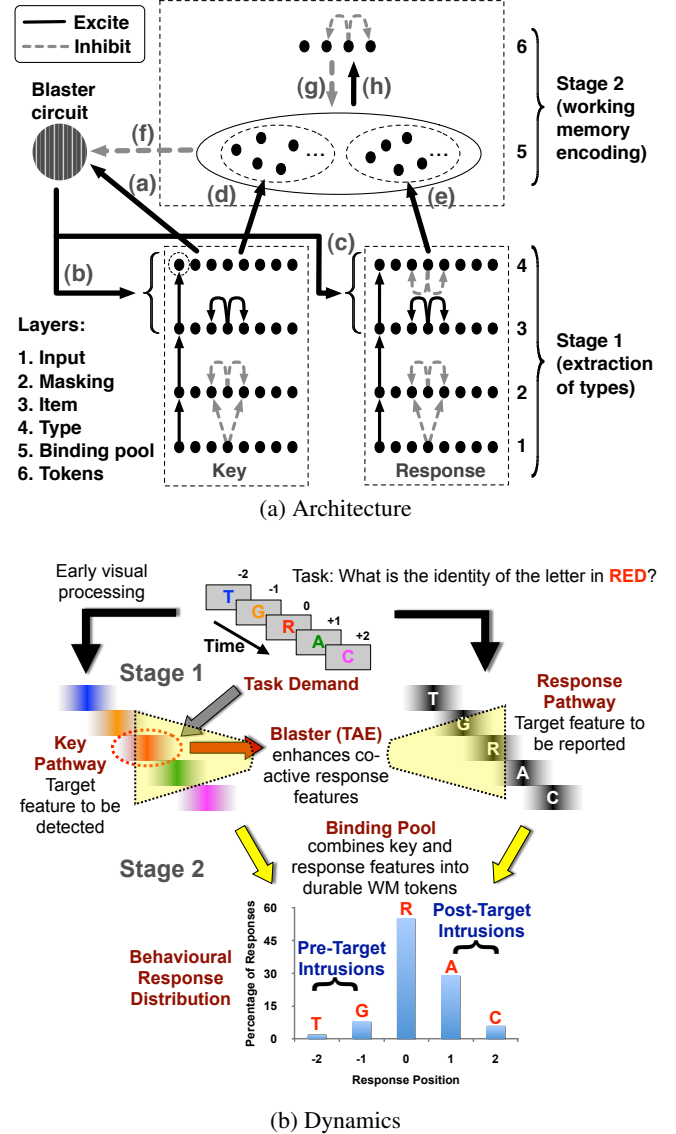 Excite
Inhibit
Blaster
circuit
(f)
(a)
(g)
(h)
6
5
Stage 2
(working
memory
encoding)
...
...
(d)
(e)
(b)
(c)
4
3
2
1
Stage 1
(extraction
of types)
Layers:
1. Input
2. Masking
3. Item
4. Type
5. Binding pool
6. Tokens
Key
Response
(a) Architecture
Early visual
processing
Task: What is the identity of the letter in RED?
-2
-1
0
+1
+2
T
G
R
A
C
Time
Stage 1
Task Demand
Key
Pathway
Target
feature to be
detected
Blaster (TAE)
enhances co-
active response
features
T
G
R
A
C
Response
Pathway
Target feature to
be reported
Stage 2
Binding Pool
combines key and
response features into
durable WM tokens
Behavioural
Response
Distribution
Percentage of Responses
60
45
30
15
0
Pre-Target
Intrusions
Post-Target
Intrusions
T
G
R
A
C
-2
-1
0
1
2
Response Position
(b) Dynamics